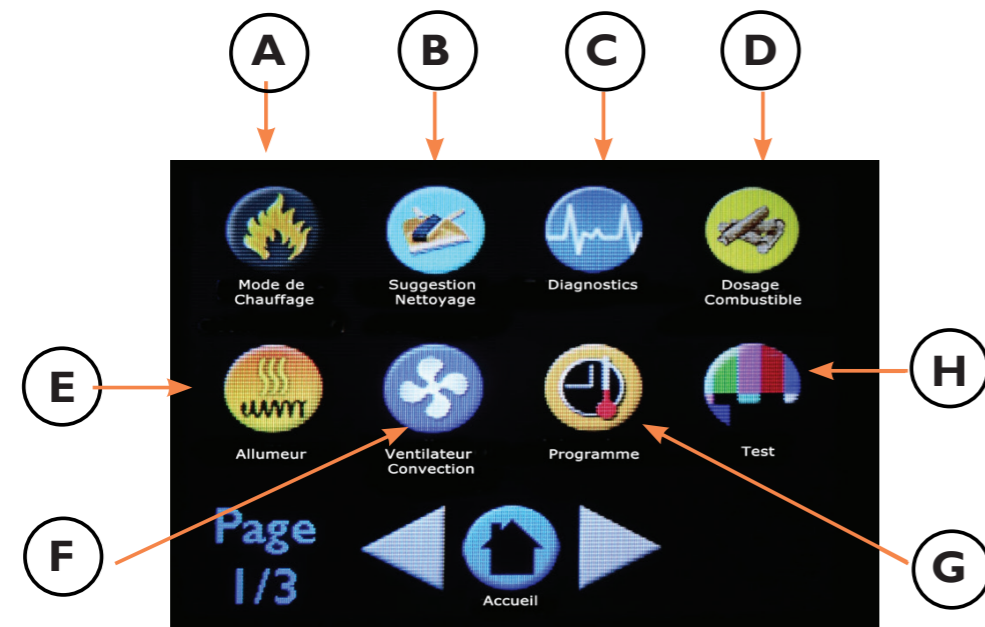 A
B
C
D
Mode de
Chauffage
Suggestion
Nettoyage
Diagnostics
Dosage
Combustible
E
H
Allumeur
Ventilateur
Convection
Programme
Test
F
G
Page
1/3
Accueil